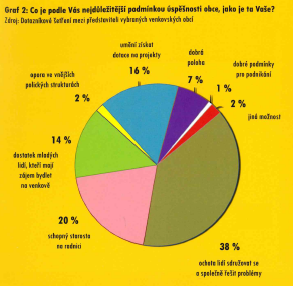 Graf 2: Co je podle Vás nejdůležitější podmínkou úspěšnosti obce, jako je ta Vaše?
Zdroj: Dotazníkové šetření mezi představiteli vybraných venkovských obcí
umění získat
dotace na projekty
16 %
dobrá
poloha
7 %
dobré podmínky
pro podnikání
1 %
2 %
jiná možnost
opora ve vnějších
politických strukturách
2 %
14 %
dostatek mladých
lidí, kteří mají
zájem bydlet
na venkově
20 %
schopný starosta
na radnici
38 %
ochota lidí sdružovat se
a společně řešit problémy